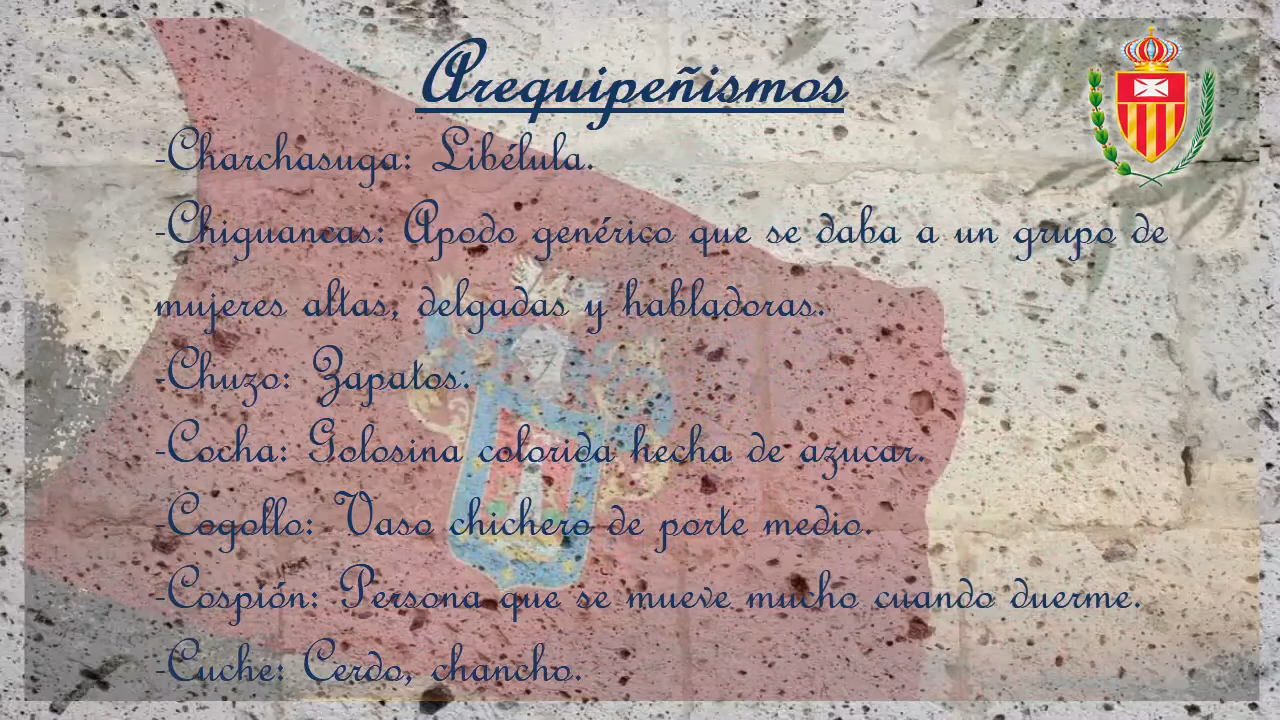 Arequipeñismos
-Charchasuga: Libélula.
-Chiguancas: Apodo genérico que se daba a un grupo de
mujeres altas, delgadas y habladoras.
-Chuzo: Zapatos.
-Cocha: Golosina colorida hecha de azucar.
-Cogollo: Vaso chichero de porte medio.
-Cospión: Persona que se mueve mucho cuando duerme.
-Cuche: Cerdo, chancho.